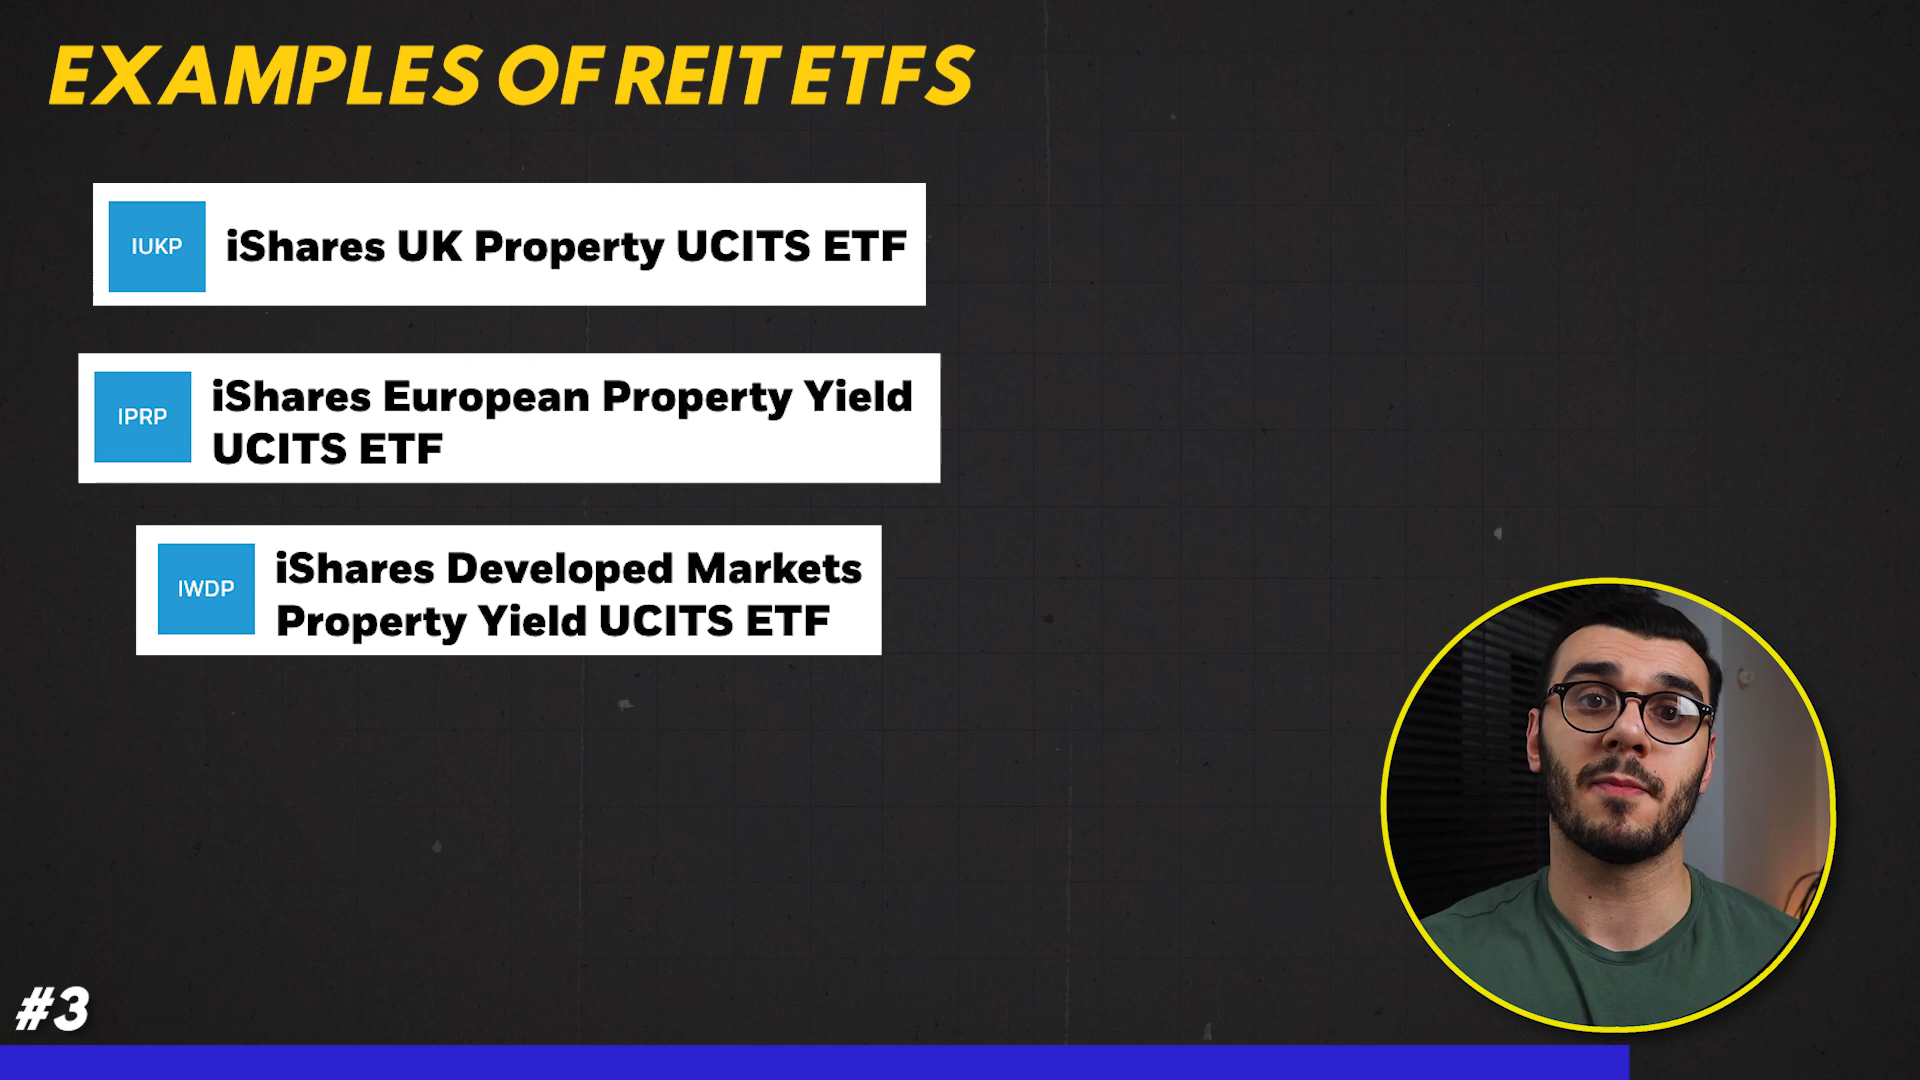 EXAMPLES OF REIT ETFS
IUKP
iShares UK Property UCITS ETF
IPRP
iShares European Property Yield
UCITS ETF
IWDP
iShares Developed Markets
Property Yield UCITS ETF
#3